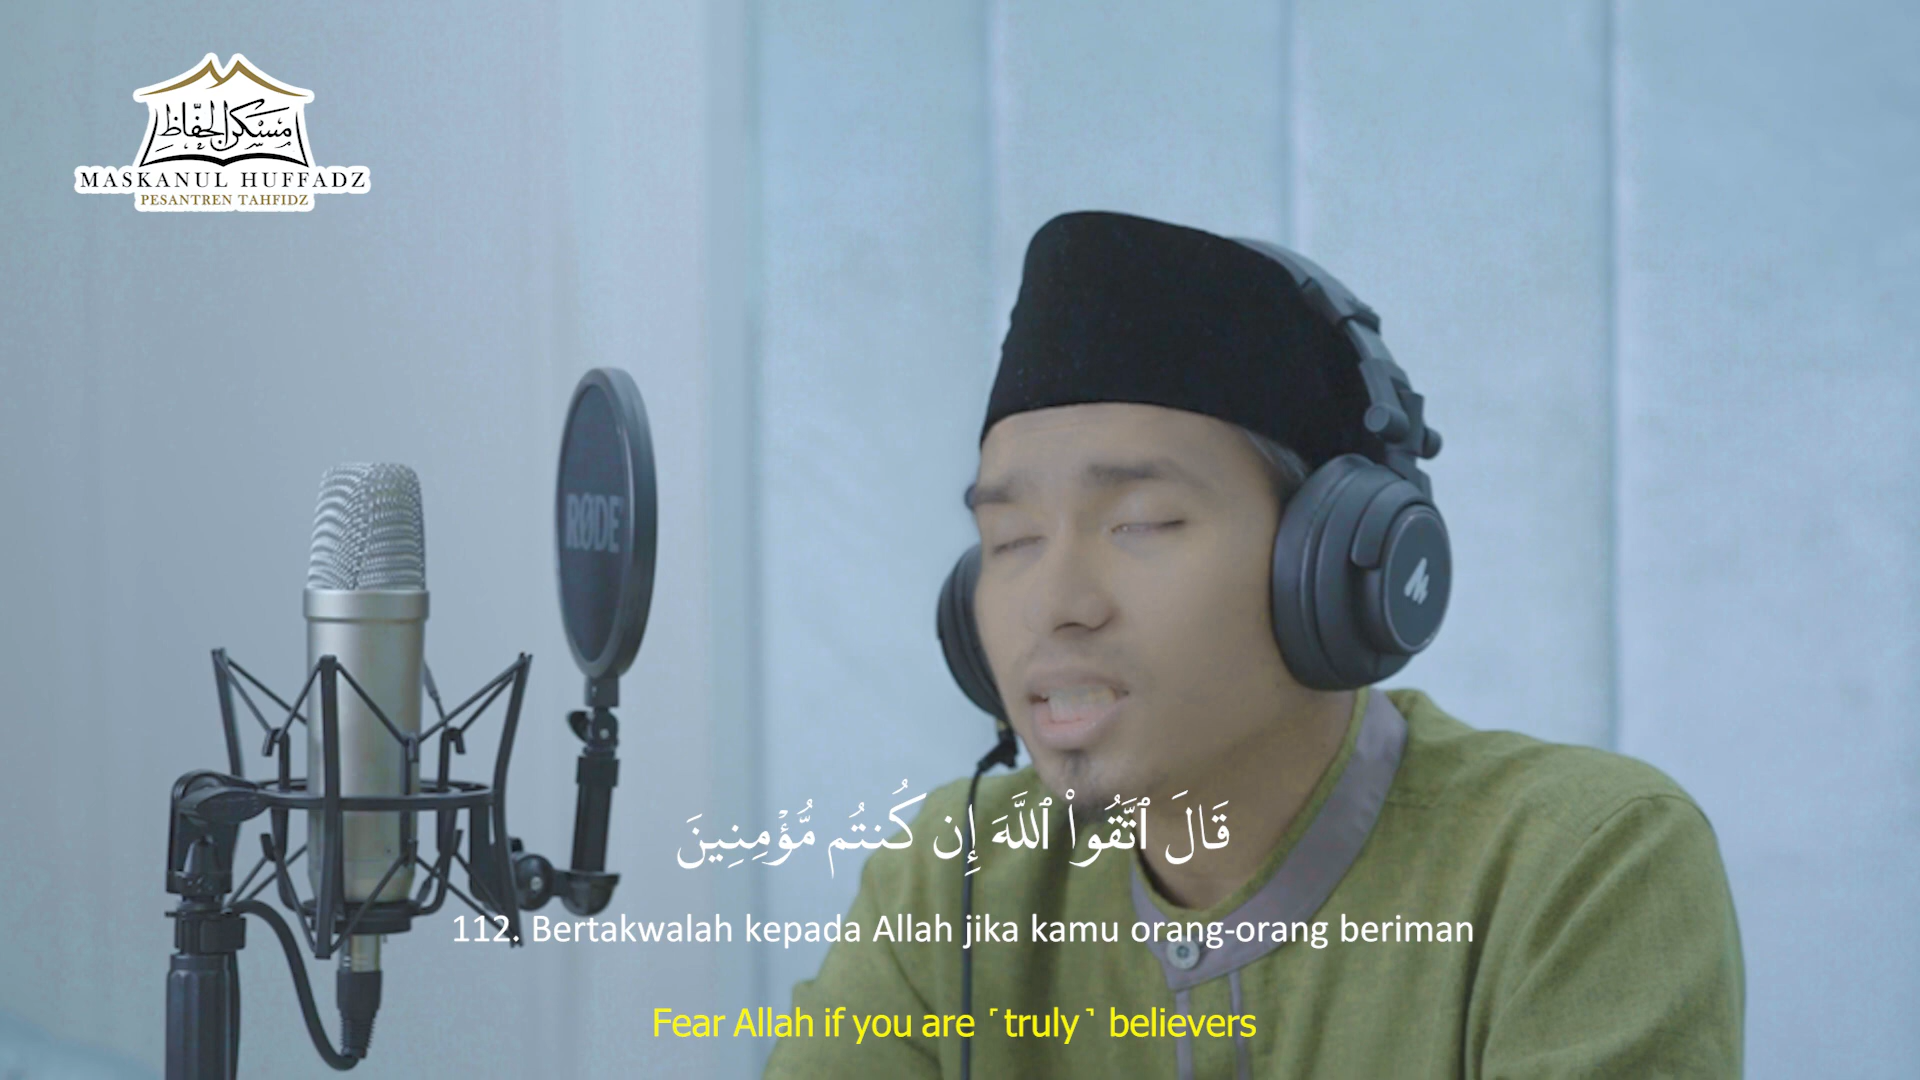 مسكن الحفاظ
MASKANUL HUFFADZ
PESANTREN TAHFIDZ
RØDE
قَالَ ٱتَّقُوا۟ ٱللَّهَ إِن كُنتُم مُّؤْمِنِينَ
112. Bertakwalah kepada Allah jika kamu orang-orang beriman
Fear Allah if you are ˹truly˺ believers